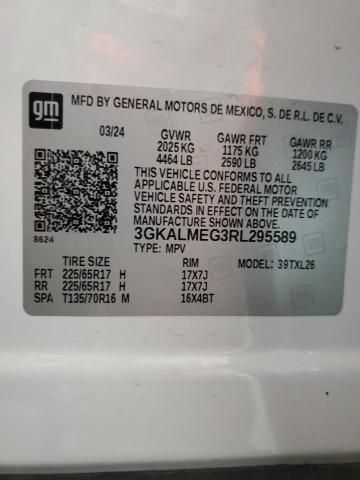 gm MFD BY GENERAL MOTORS DE MEXICO, S. DE R.L. DE C.V.
03/24 GVWR GAWR FRT GAWR RR
2025 KG 1175 KG 1200 KG
4464 LB 2590 LB 2645 LB
THIS VEHICLE CONFORMS TO ALL
APPLICABLE U.S. FEDERAL MOTOR
VEHICLE SAFETY AND THEFT PREVENTION
STANDARDS IN EFFECT ON THE DATE OF
MANUFACTURE SHOWN ABOVE.
8624 3GKALMEG3RL295589
TYPE: MPV MODEL: 39TXL26
TIRE SIZE RIM
FRT 225/65R17 H 17X7J
RR 225/65R17 H 17X7J
SPA T135/70R16 M 16X4BT